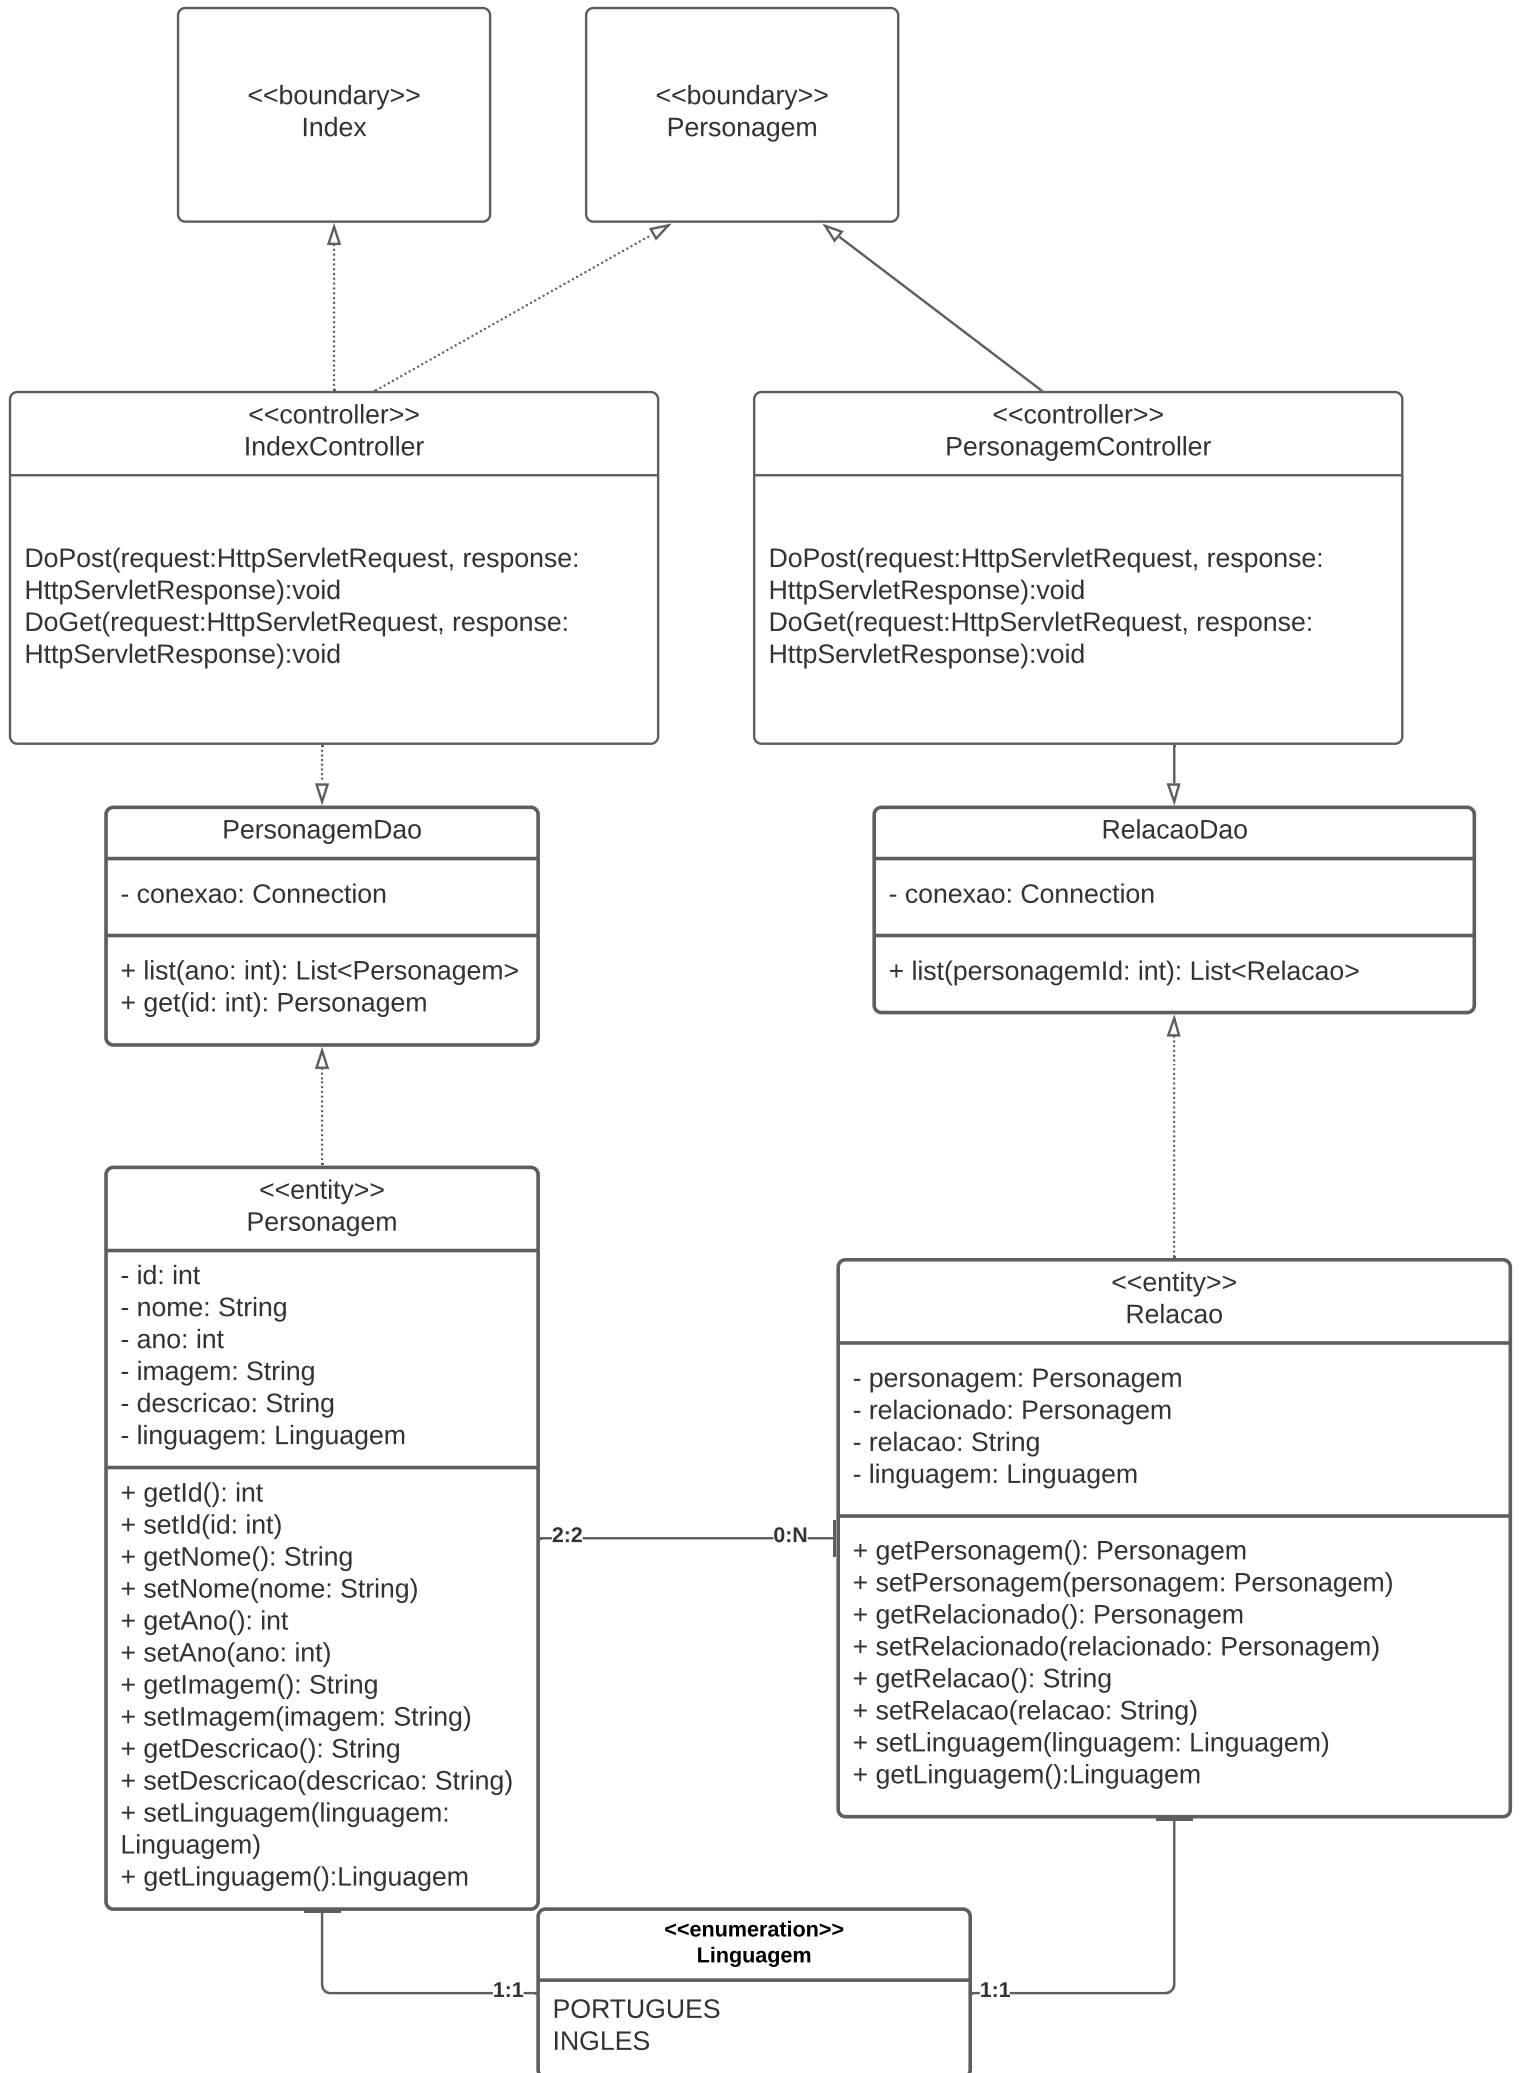 <<boundary>>
Index
<<boundary>>
Personagem
<<controller>>
IndexController
DoPost(request:HttpServletRequest, response:
HttpServletResponse):void
DoGet(request:HttpServletRequest, response:
HttpServletResponse):void
<<controller>>
PersonagemController
DoPost(request:HttpServletRequest, response:
HttpServletResponse):void
DoGet(request:HttpServletRequest, response:
HttpServletResponse):void
PersonagemDao
- conexao: Connection
+ list(ano: int): List<Personagem>
+ get(id: int): Personagem
RelacaoDao
- conexao: Connection
+ list(personagemId: int): List<Relacao>
<<entity>>
Personagem
- id: int
- nome: String
- ano: int
- imagem: String
- descricao: String
- linguagem: Linguagem
+ getId(): int
+ setId(id: int)
+ getNome(): String
+ setNome(nome: String)
+ getAno(): int
+ setAno(ano: int)
+ getImagem(): String
+ setImagem(imagem: String)
+ getDescricao(): String
+ setDescricao(descricao: String)
+ setLinguagem(linguagem:
Linguagem)
+ getLinguagem():Linguagem
2:2
0:N
<<entity>>
Relacao
- personagem: Personagem
- relacionado: Personagem
- relacao: String
- linguagem: Linguagem
+ getPersonagem(): Personagem
+ setPersonagem(personagem: Personagem)
+ getRelacionado(): Personagem
+ setRelacionado(relacionado: Personagem)
+ getRelacao(): String
+ setRelacao(relacao: String)
+ setLinguagem(linguagem: Linguagem)
+ getLinguagem():Linguagem
1:1
<<enumeration>>
Linguagem
PORTUGUES
INGLES
1:1